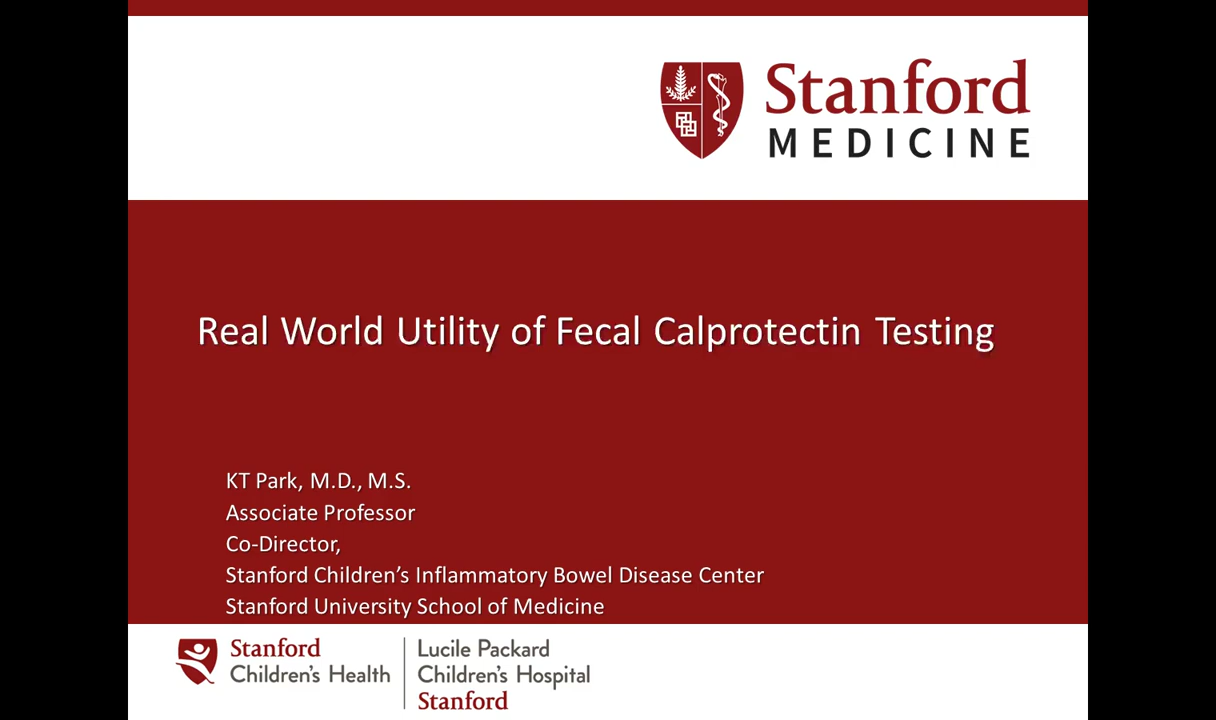 Stanford
MEDICINE
Real World Utility of Fecal Calprotectin Testing
KT Park, M.D., M.S.
Associate Professor
Co-Director,
Stanford Children's Inflammatory Bowel Disease Center
Stanford University School of Medicine
Stanford
Children's Health
Lucile Packard
Children's Hospital
Stanford